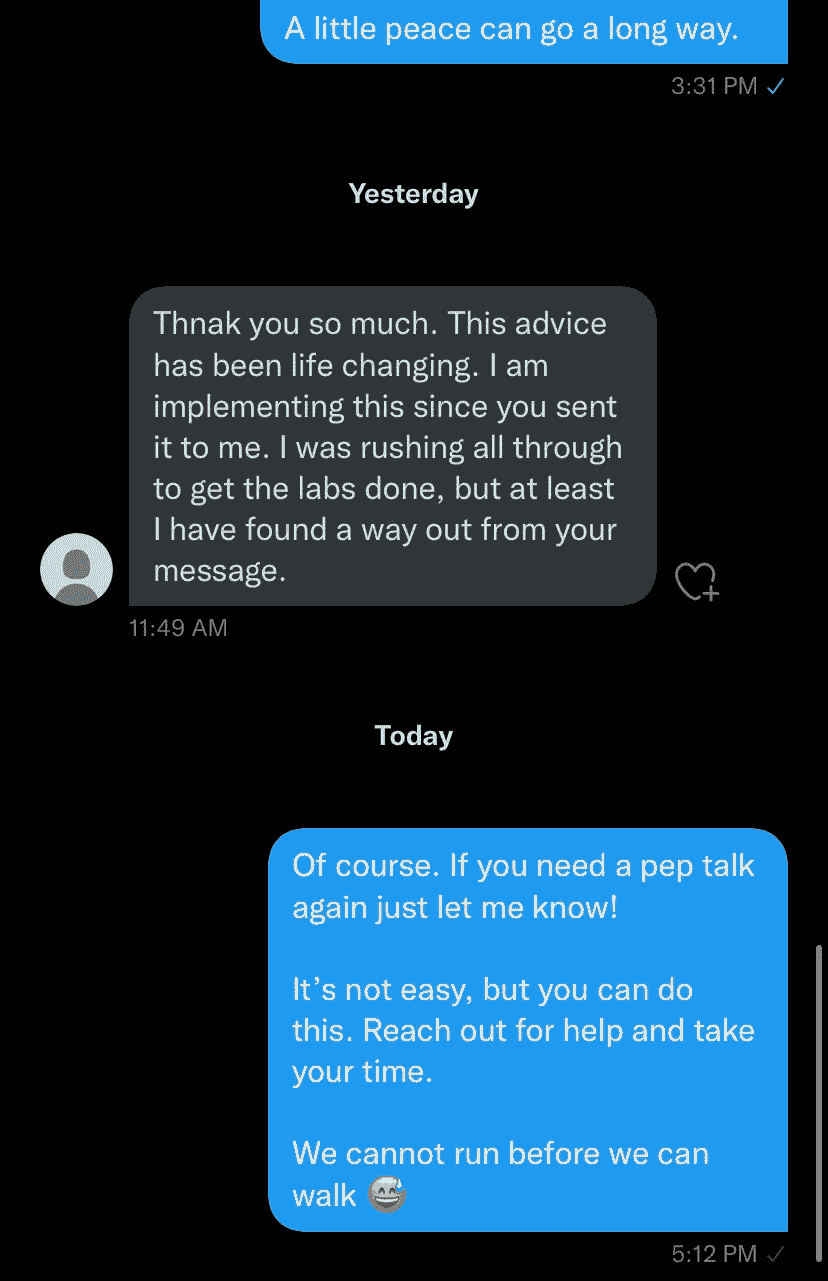 A little peace can go a long way.
3:31 PM ✓
Yesterday
Thnak you so much. This advice
has been life changing. I am
implementing this since you sent
it to me. I was rushing all through
to get the labs done, but at least
I have found a way out from your
message.
11:49 AM
Today
Of course. If you need a pep talk
again just let me know!
It’s not easy, but you can do
this. Reach out for help and take
your time.
We cannot run before we can
walk 😅
5:12 PM ✓